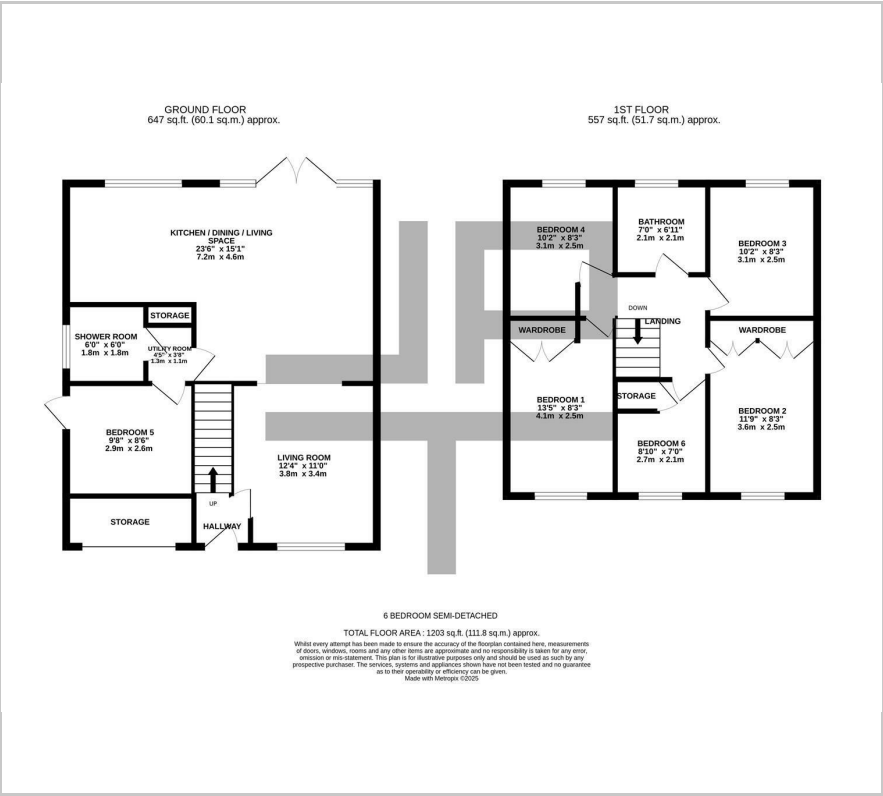 GROUND FLOOR
647 sq.ft. (60.1 sq.m.) approx.
1ST FLOOR
557 sq.ft. (51.7 sq.m.) approx.
KITCHEN / DINING / LIVING
SPACE
23'6" x 15'1"
7.2m x 4.6m
STORAGE
SHOWER ROOM
6'0" x 6'0"
1.8m x 1.8m
UTILITY ROOM
4'5" x 3'8"
1.3m x 1.1m
BEDROOM 5
9'8" x 8'6"
2.9m x 2.6m
LIVING ROOM
12'4" x 11'0"
3.8m x 3.4m
UP
HALLWAY
STORAGE
BEDROOM 4
10'2" x 8'3"
3.1m x 2.5m
BATHROOM
7'0" x 6'11"
2.1m x 2.1m
BEDROOM 3
10'2" x 8'3"
3.1m x 2.5m
DOWN
LANDING
WARDROBE
WARDROBE
BEDROOM 1
13'5" x 8'3"
4.1m x 2.5m
STORAGE
BEDROOM 2
11'9" x 8'3"
3.6m x 2.5m
BEDROOM 6
8'10" x 7'0"
2.7m x 2.1m
6 BEDROOM SEMI-DETACHED
TOTAL FLOOR AREA : 1203 sq.ft. (111.8 sq.m.) approx.
Whilst every attempt has been made to ensure the accuracy of the floorplan contained here, measurements
of doors, windows, rooms and any other items are approximate and no responsibility is taken for any error,
omission or mis-statement. This plan is for illustrative purposes only and should be used as such by any
prospective purchaser. The services, systems and appliances shown have not been tested and no guarantee
as to their operability or efficiency can be given.
Made with Metropix ©2025